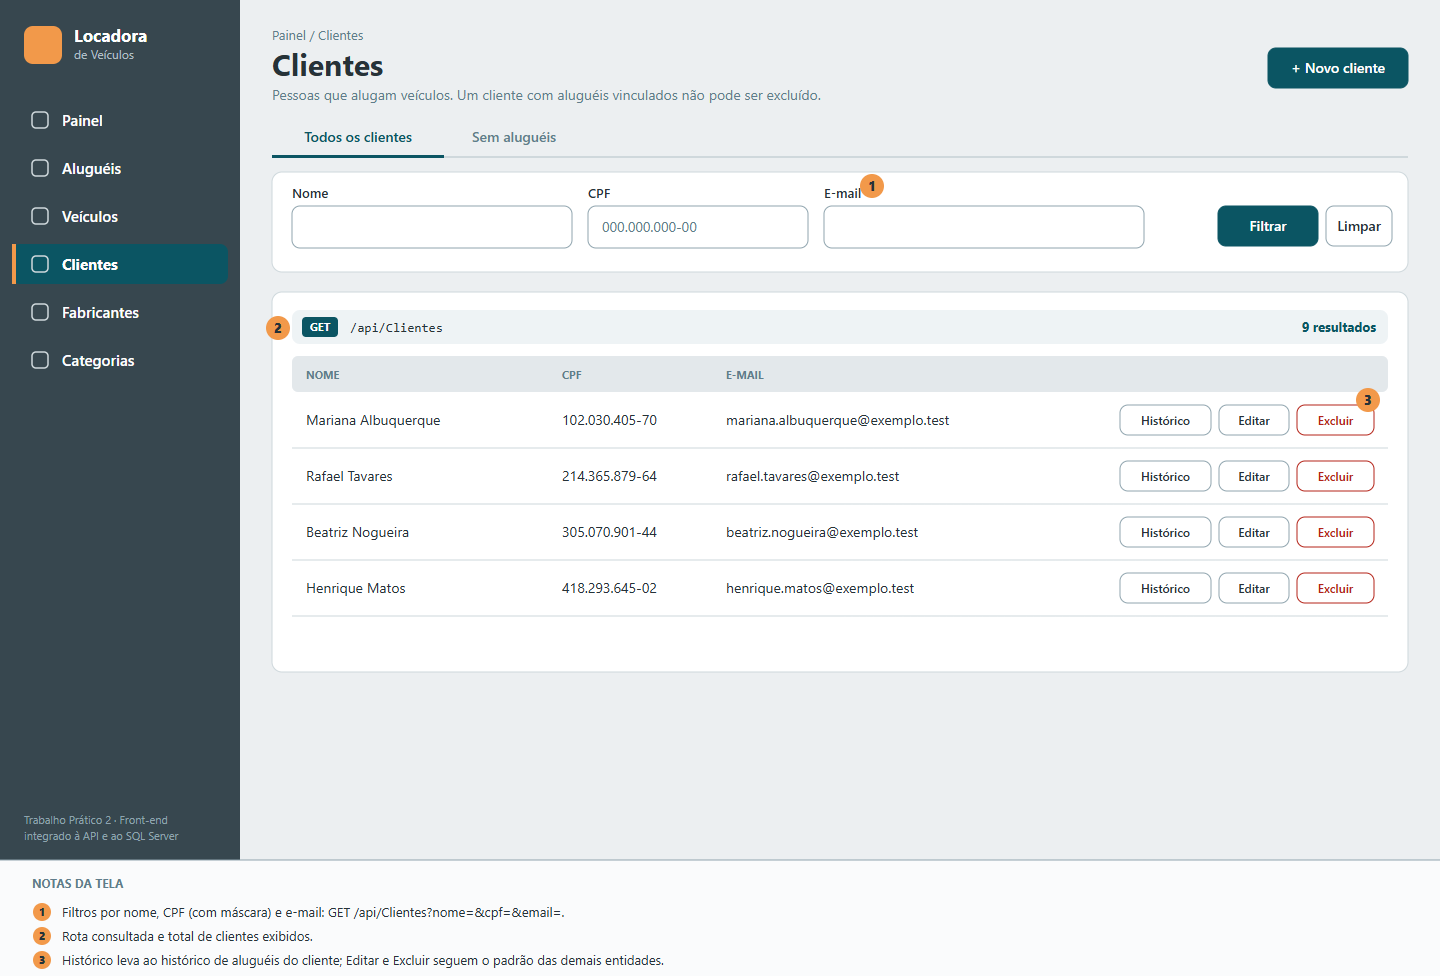 Locadora
de Veículos
Painel
Aluguéis
Veículos
Clientes
Fabricantes
Categorias
Trabalho Prático 2 · Front-end
integrado à API e ao SQL Server
Painel / Clientes
Clientes
Pessoas que alugam veículos. Um cliente com aluguéis vinculados não pode ser excluído.
+ Novo cliente
Todos os clientes Sem aluguéis
Nome CPF E-mail 1
000.000.000-00 Filtrar Limpar
2 GET /api/Clientes 9 resultados
NOME CPF E-MAIL
3
Mariana Albuquerque 102.030.405-70 mariana.albuquerque@exemplo.test Histórico Editar Excluir
Rafael Tavares 214.365.879-64 rafael.tavares@exemplo.test Histórico Editar Excluir
Beatriz Nogueira 305.070.901-44 beatriz.nogueira@exemplo.test Histórico Editar Excluir
Henrique Matos 418.293.645-02 henrique.matos@exemplo.test Histórico Editar Excluir
NOTAS DA TELA
1 Filtros por nome, CPF (com máscara) e e-mail: GET /api/Clientes?nome=&cpf=&email=.
2 Rota consultada e total de clientes exibidos.
3 Histórico leva ao histórico de aluguéis do cliente; Editar e Excluir seguem o padrão das demais entidades.